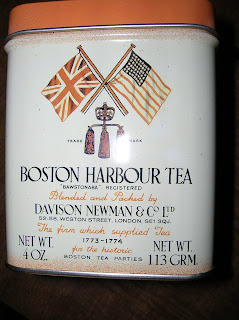 TRADE MARK
BOSTON HARBOUR TEA
"BAWSTONABA" REGISTERED
Blended and Packed by
DAVISON NEWMAN & Co LTD
53-58, WESTON STREET, LONDON, SE1 3QJ.
The firm which supplied Tea
1773-1774
for the historic
BOSTON TEA PARTIES
NET WT. 4 OZ.
NET WT. 113 GRM.